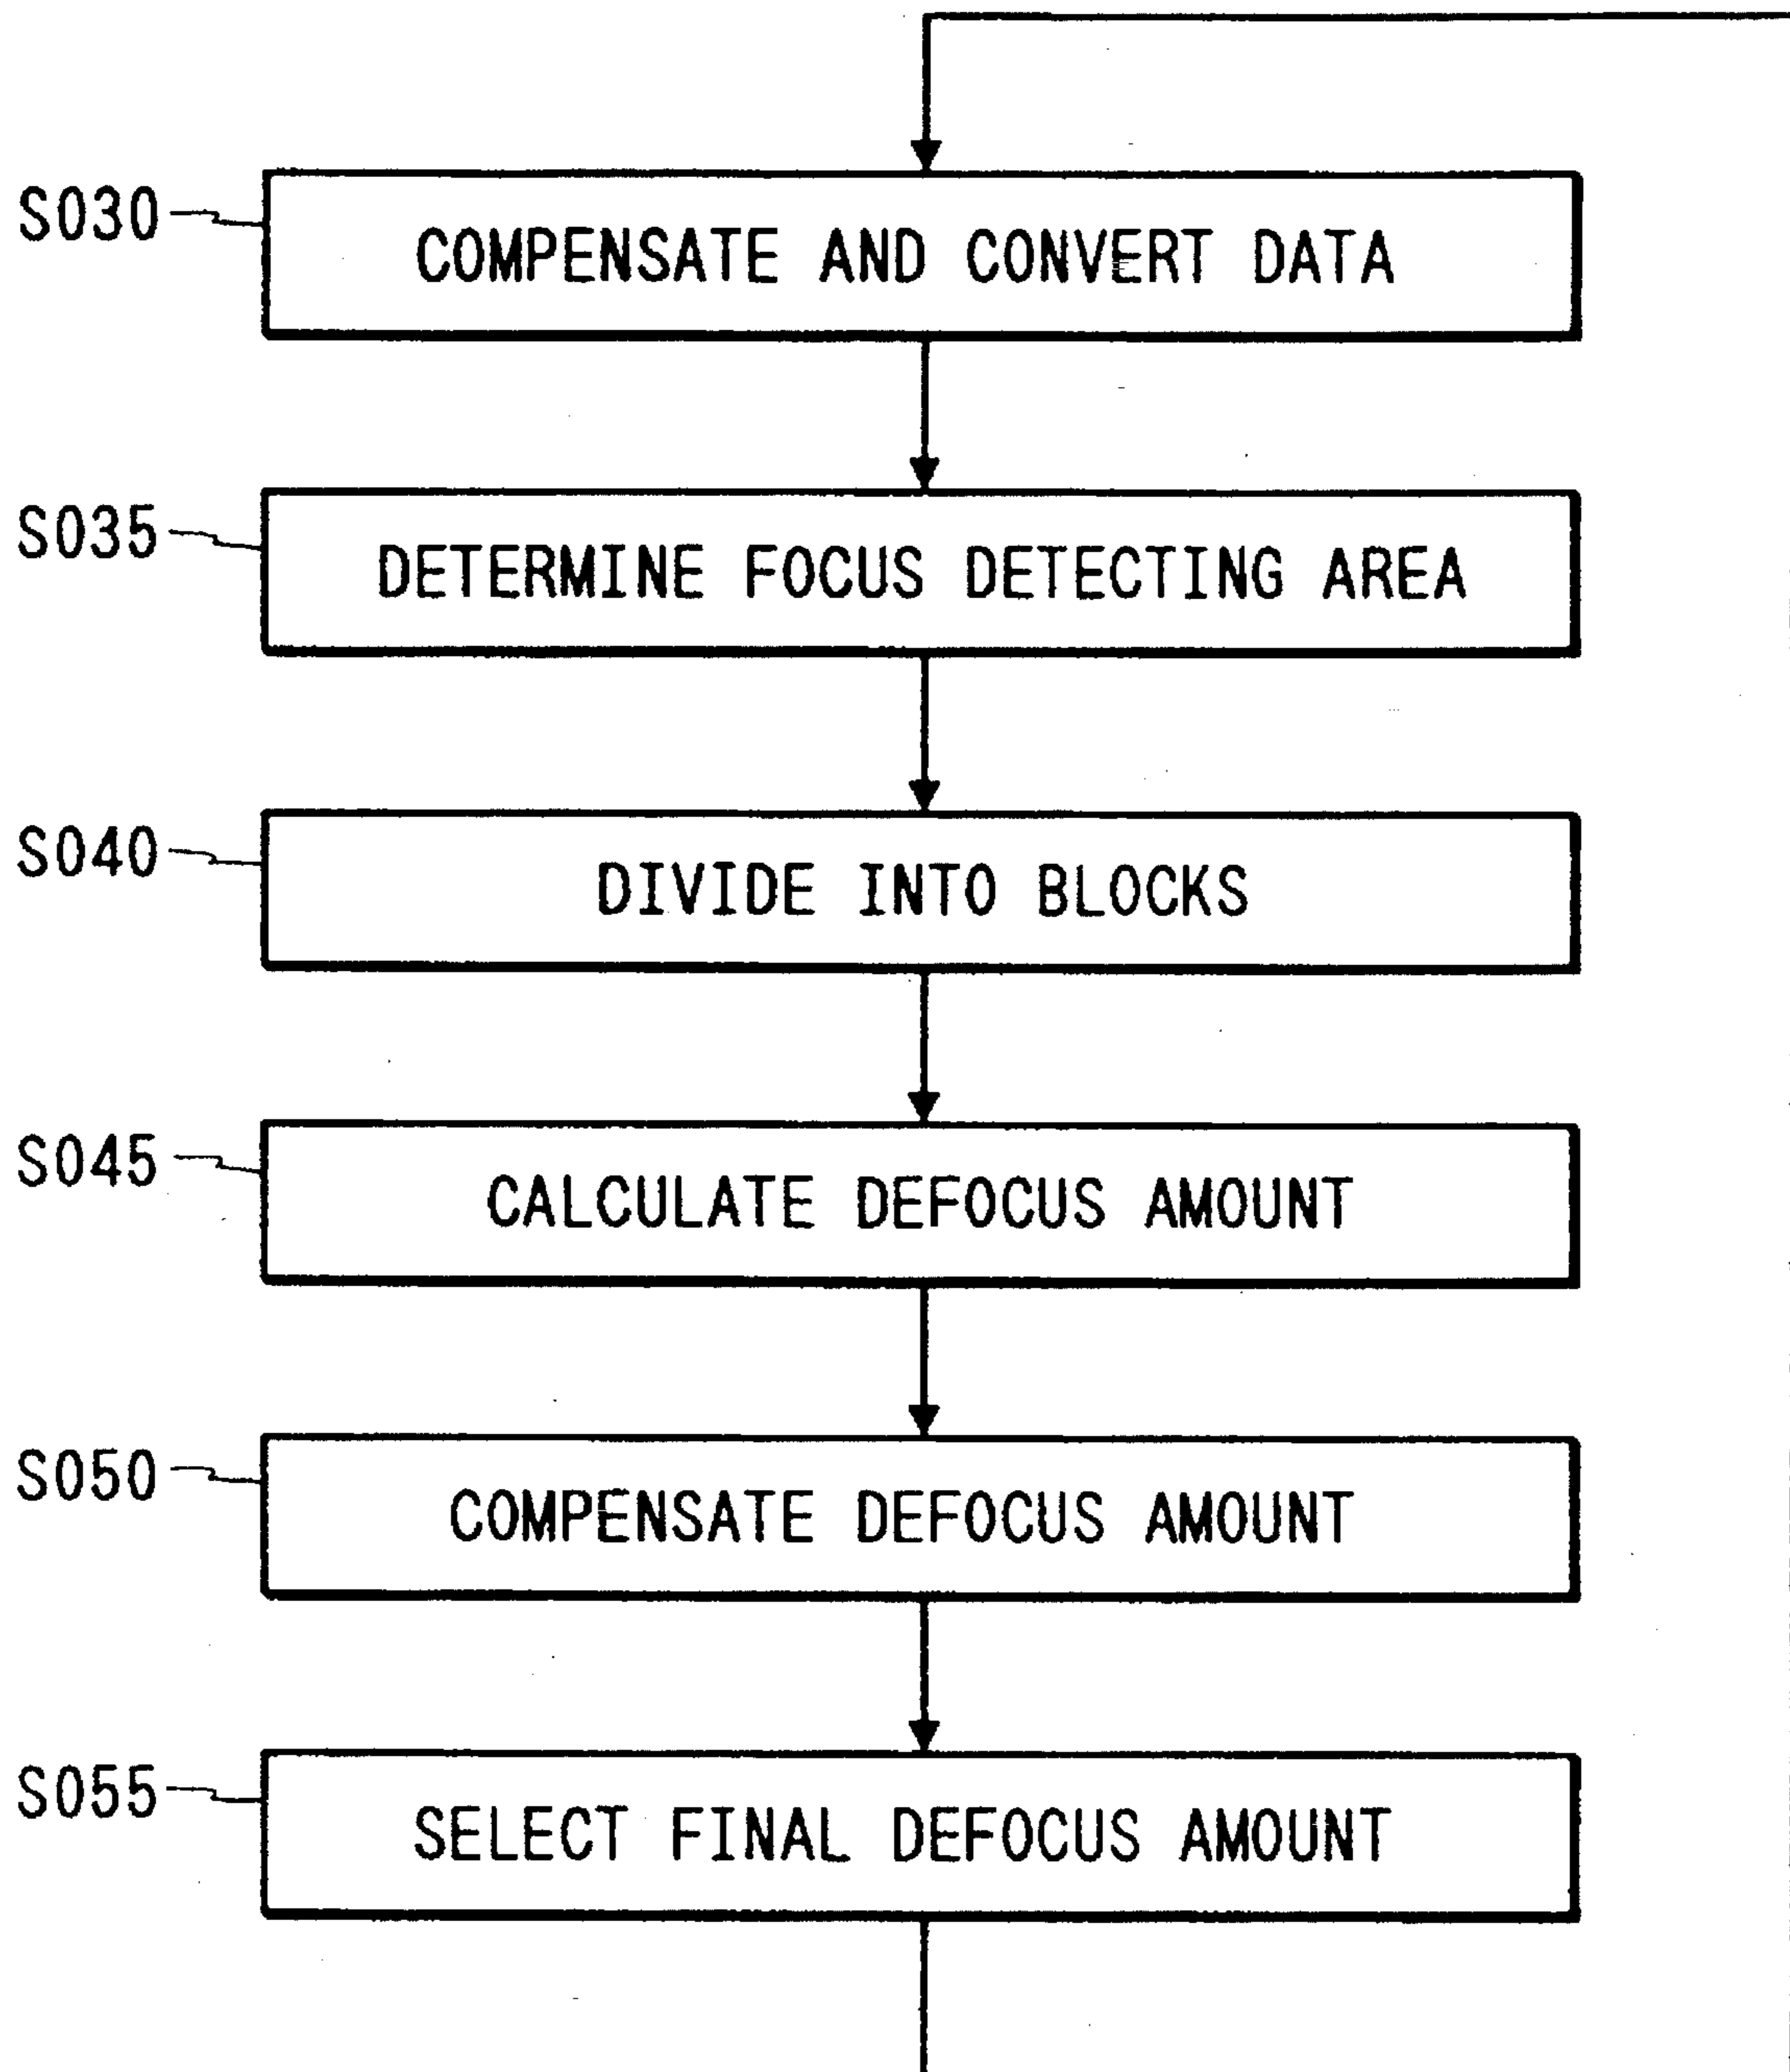 S030
COMPENSATE AND CONVERT DATA
S035
DETERMINE FOCUS DETECTING AREA
S040
DIVIDE INTO BLOCKS
S045
CALCULATE DEFOCUS AMOUNT
S050
COMPENSATE DEFOCUS AMOUNT
S055
SELECT FINAL DEFOCUS AMOUNT